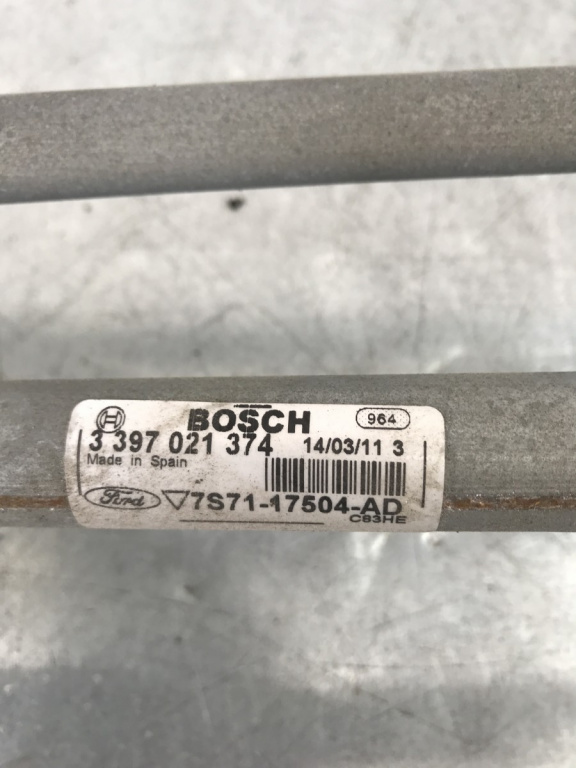 BOSCH 964
3 397 021 374 14/03/11 3
Made in Spain
Ford 7S71-17504-AD
C83HE